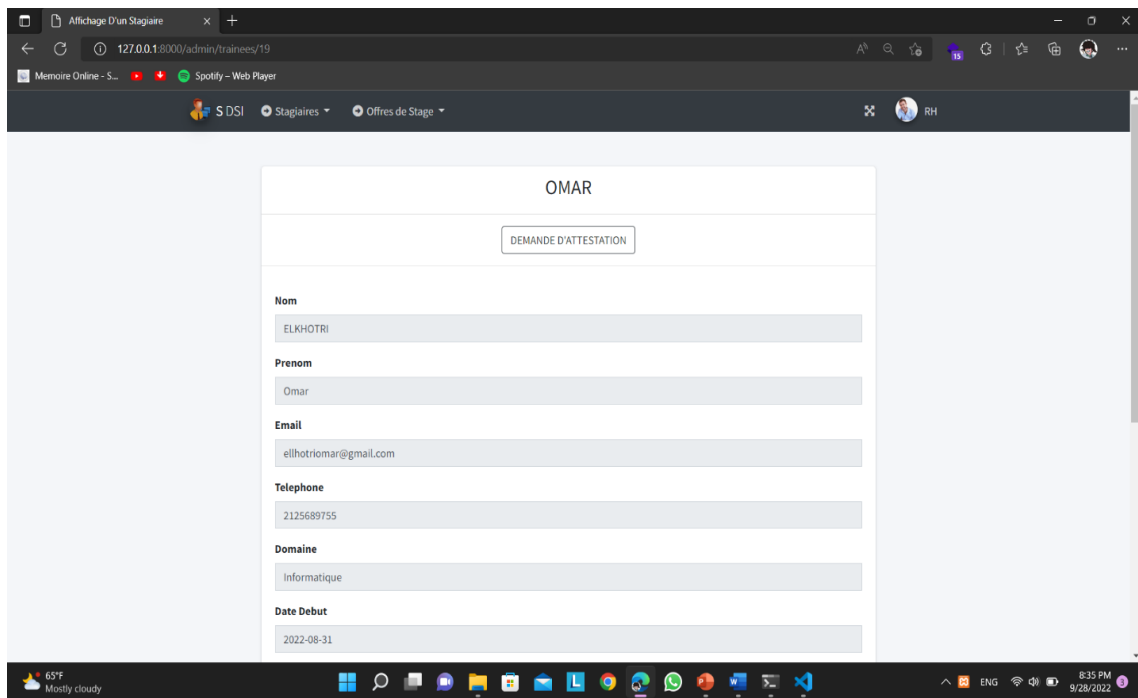 Affichage D'un Stagiaire
127.0.0.1:8000/admin/trainees/19
15
Memoire Online - S...
Spotify – Web Player
S DSI
Stagiaires
Offres de Stage
RH
OMAR
DEMANDE D'ATTESTATION
Nom
ELKHOTRI
Prenom
Omar
Email
ellhotriomar@gmail.com
Telephone
2125689755
Domaine
Informatique
Date Debut
2022-08-31
65°F
Mostly cloudy
ENG
8:35 PM
9/28/2022
3